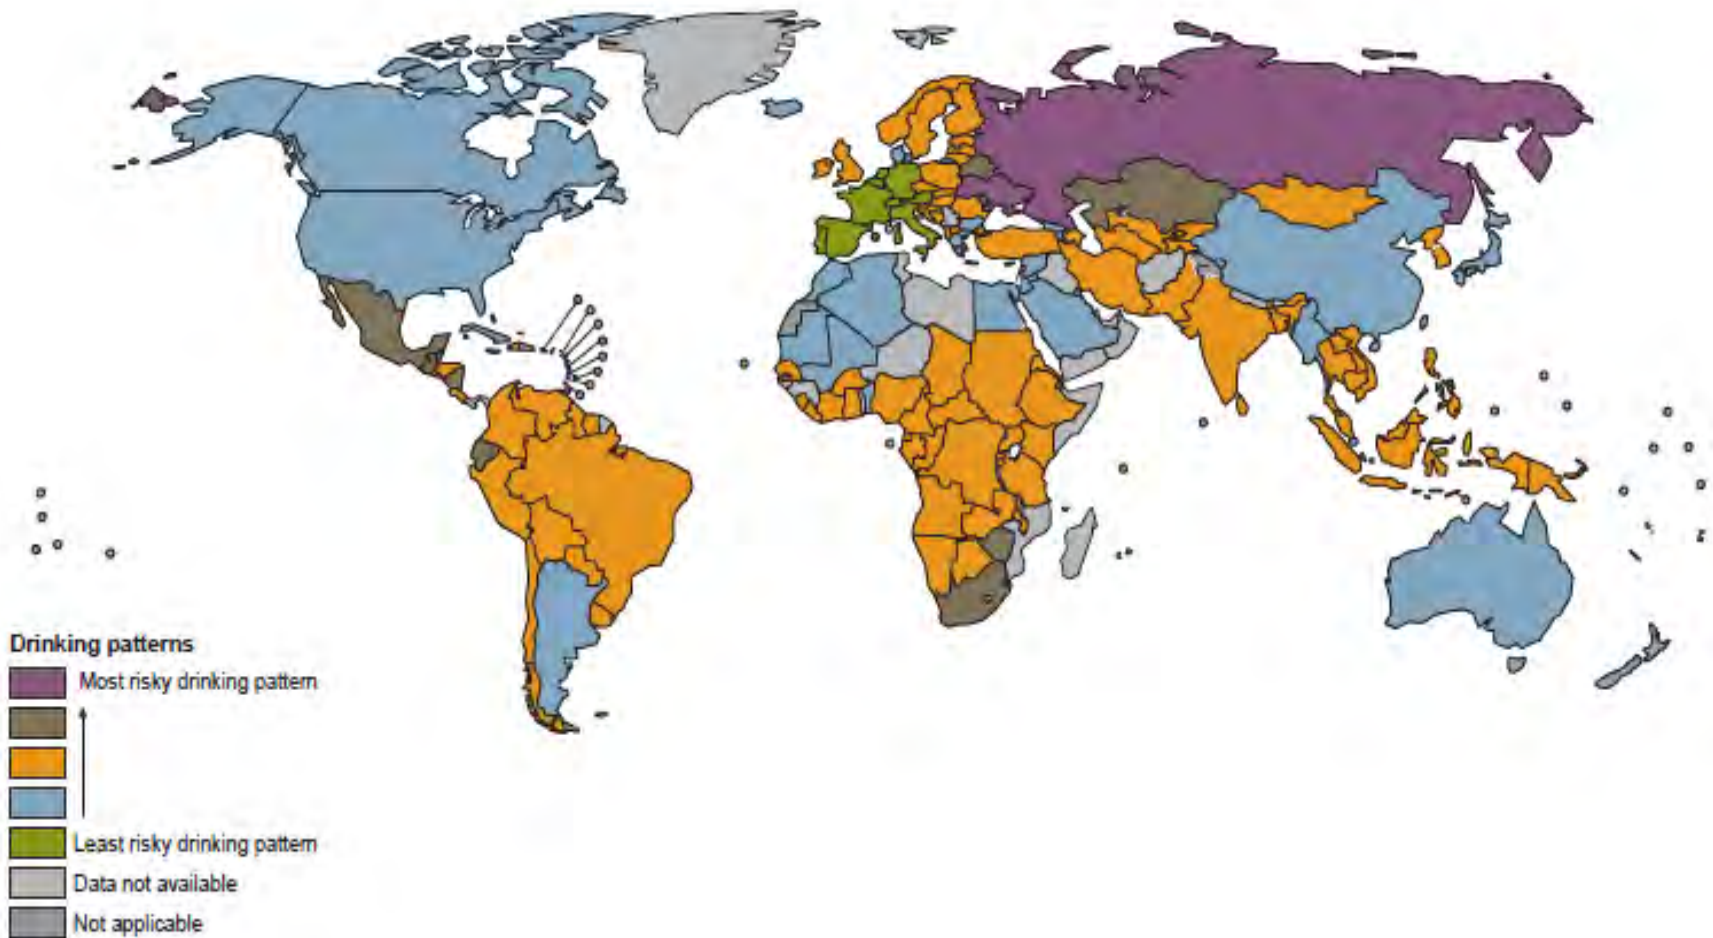 Drinking patterns
Most risky drinking pattern
Least risky drinking pattern
Data not available
Not applicable